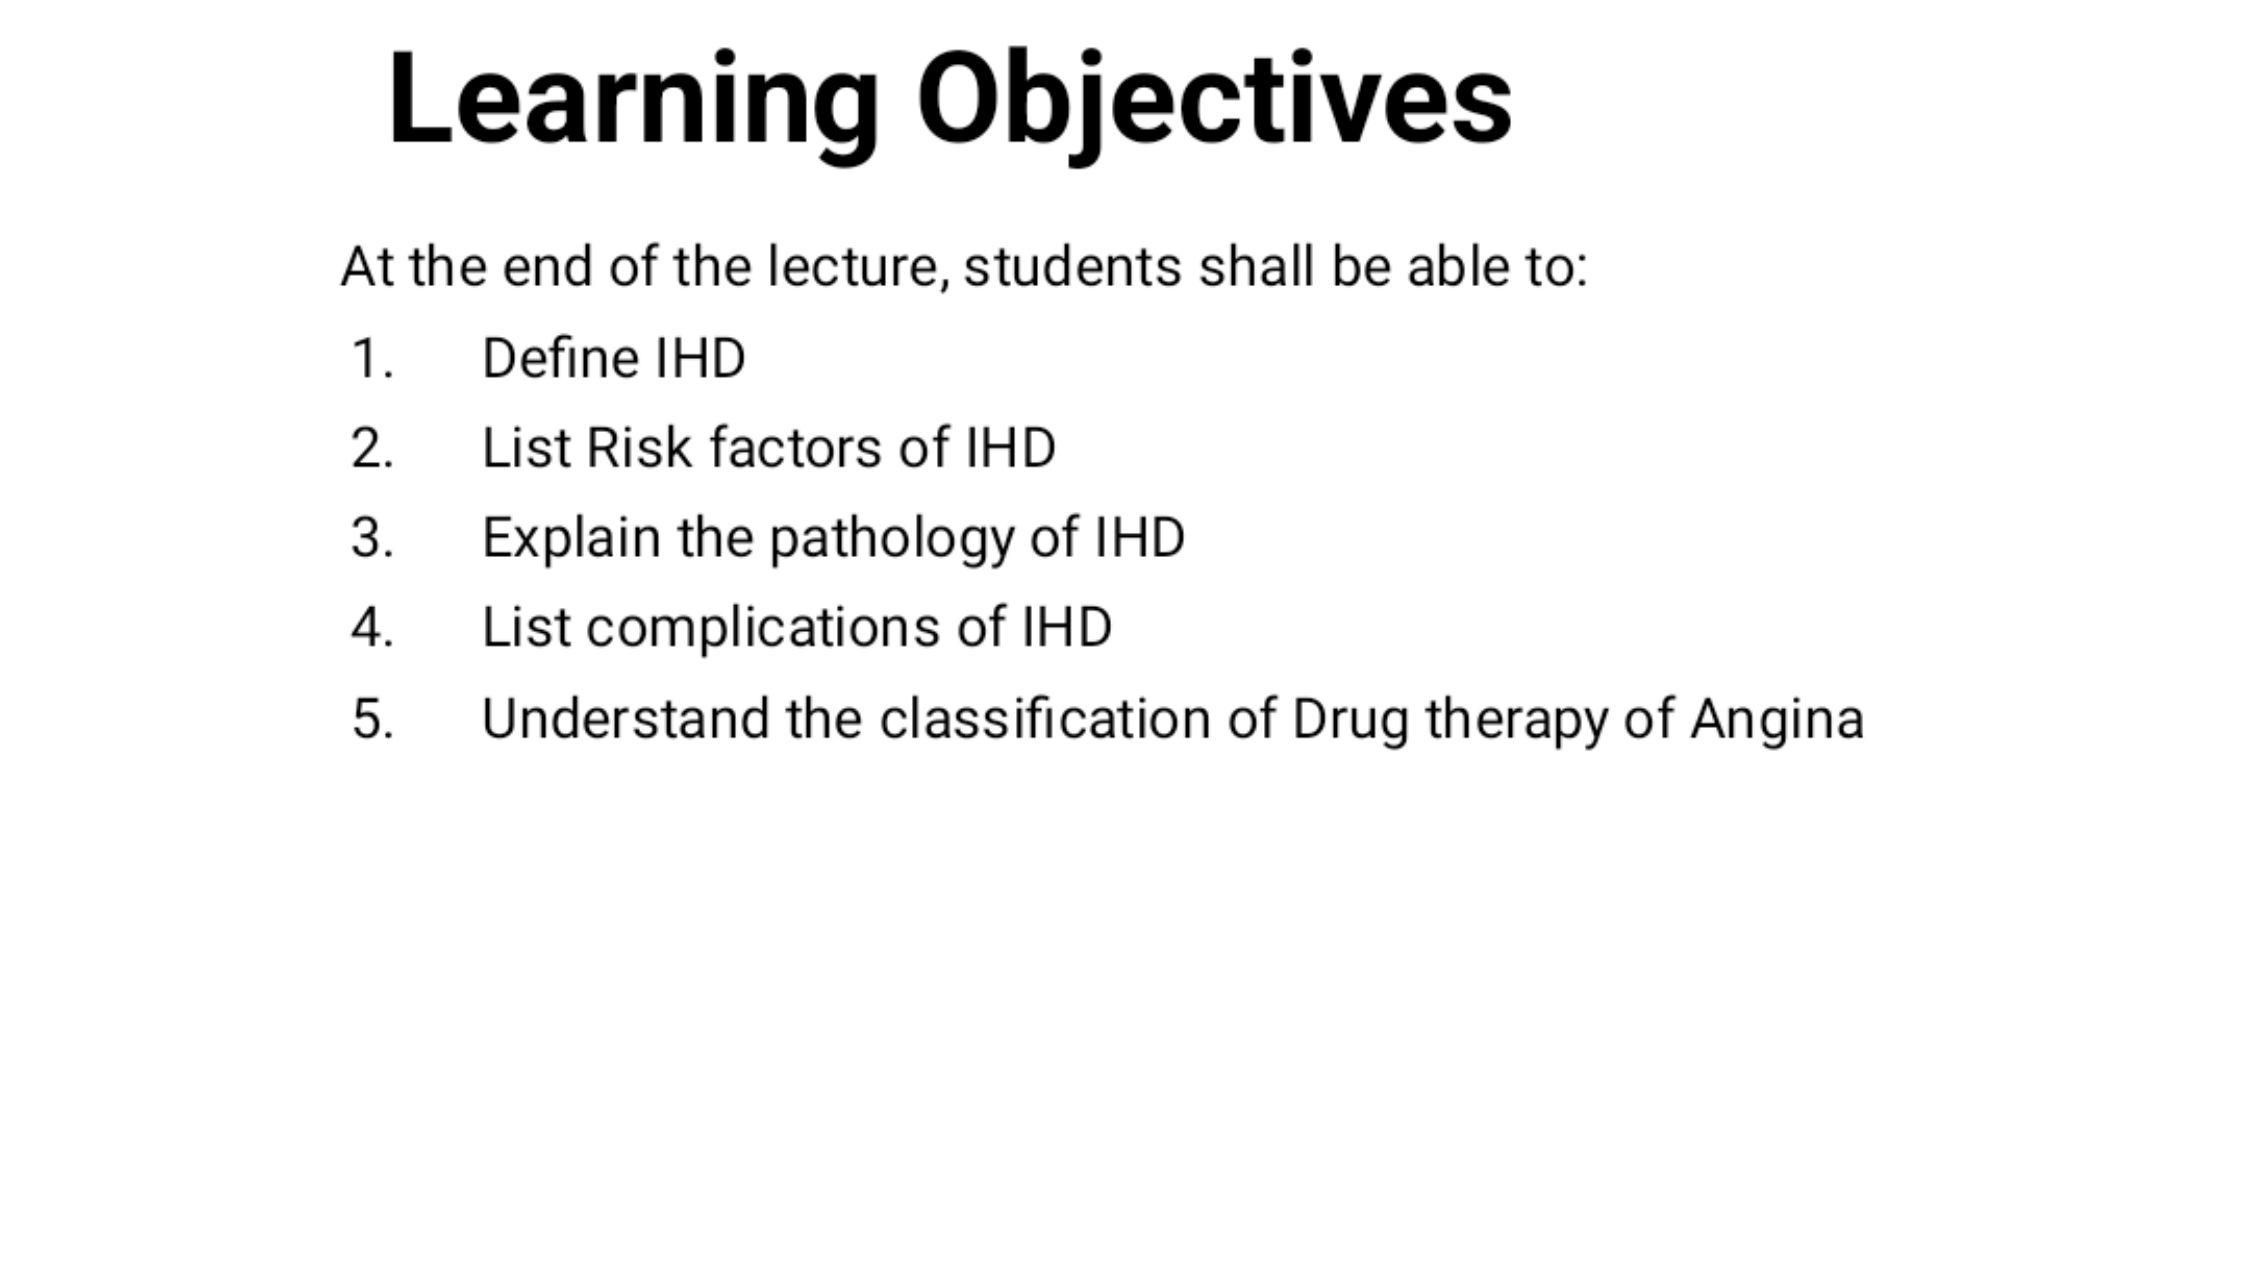 Learning Objectives
At the end of the lecture, students shall be able to:
1. Define IHD
2. List Risk factors of IHD
3. Explain the pathology of IHD
4. List complications of IHD
5. Understand the classification of Drug therapy of Angina